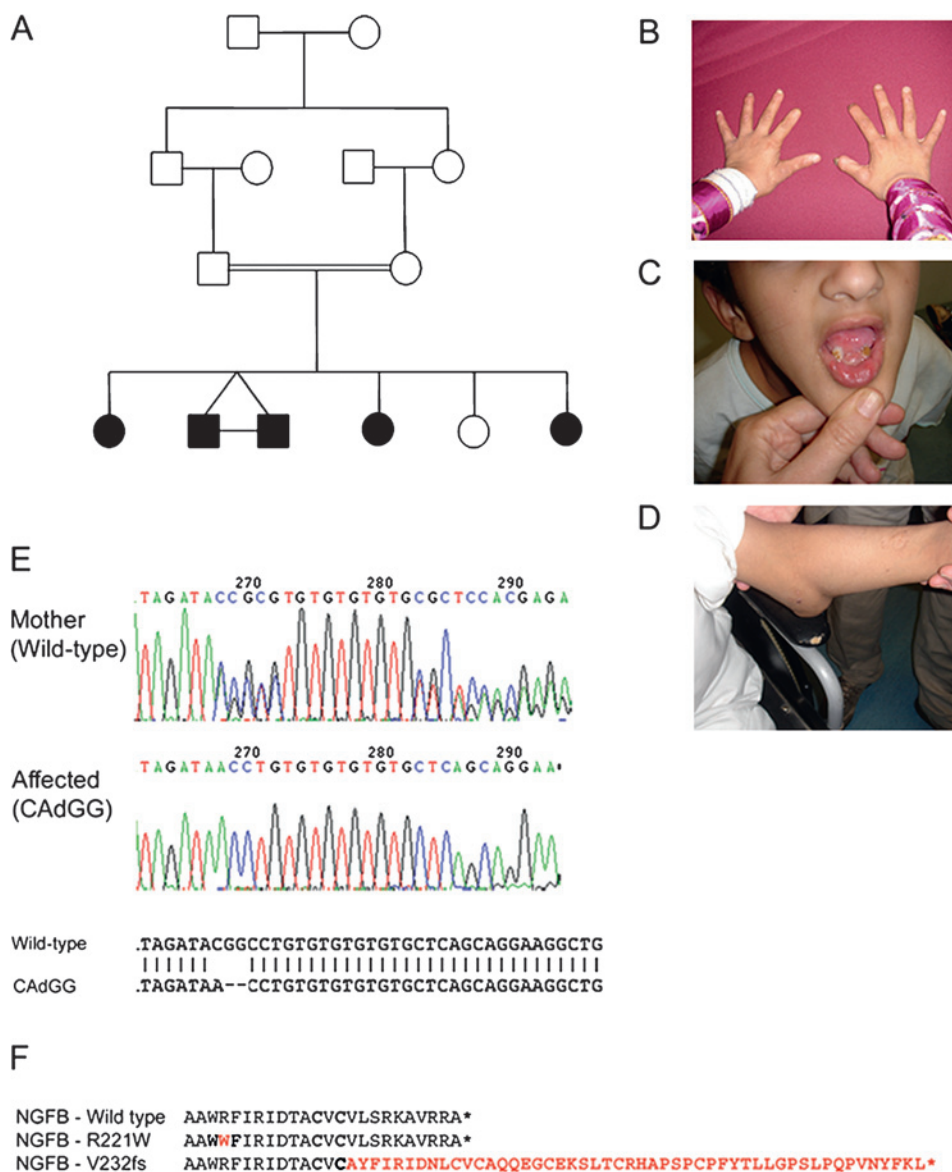 A
B
C
D
E
270 280 290
.TAGATACCGCGTGTGTGTGTGCGCTCCACGAGA
Mother
(Wild-type)
270 280 290
TAGATAACCTGTGTGTGTGTGCTCAGCAGGAA
Affected
(CAdGG)
Wild-type .TAGATACGGCCTGTGTGTGTGTGCTCAGCAGGAAGGCTG
CAdGG .TAGATAA--CCTGTGTGTGTGTGCTCAGCAGGAAGGCTG
F
NGFB - Wild type AAWRFIRIDTACVCVLSRKAVRRA*
NGFB - R221W AAWWFIRIDTACVCVLSRKAVRRA*
NGFB - V232fs AAWRFIRIDTACVCAYFIRIDNLCVCAQQEGCEKSLTCRHAPSPCPFYTLLGPSLPQPVNYFKL*